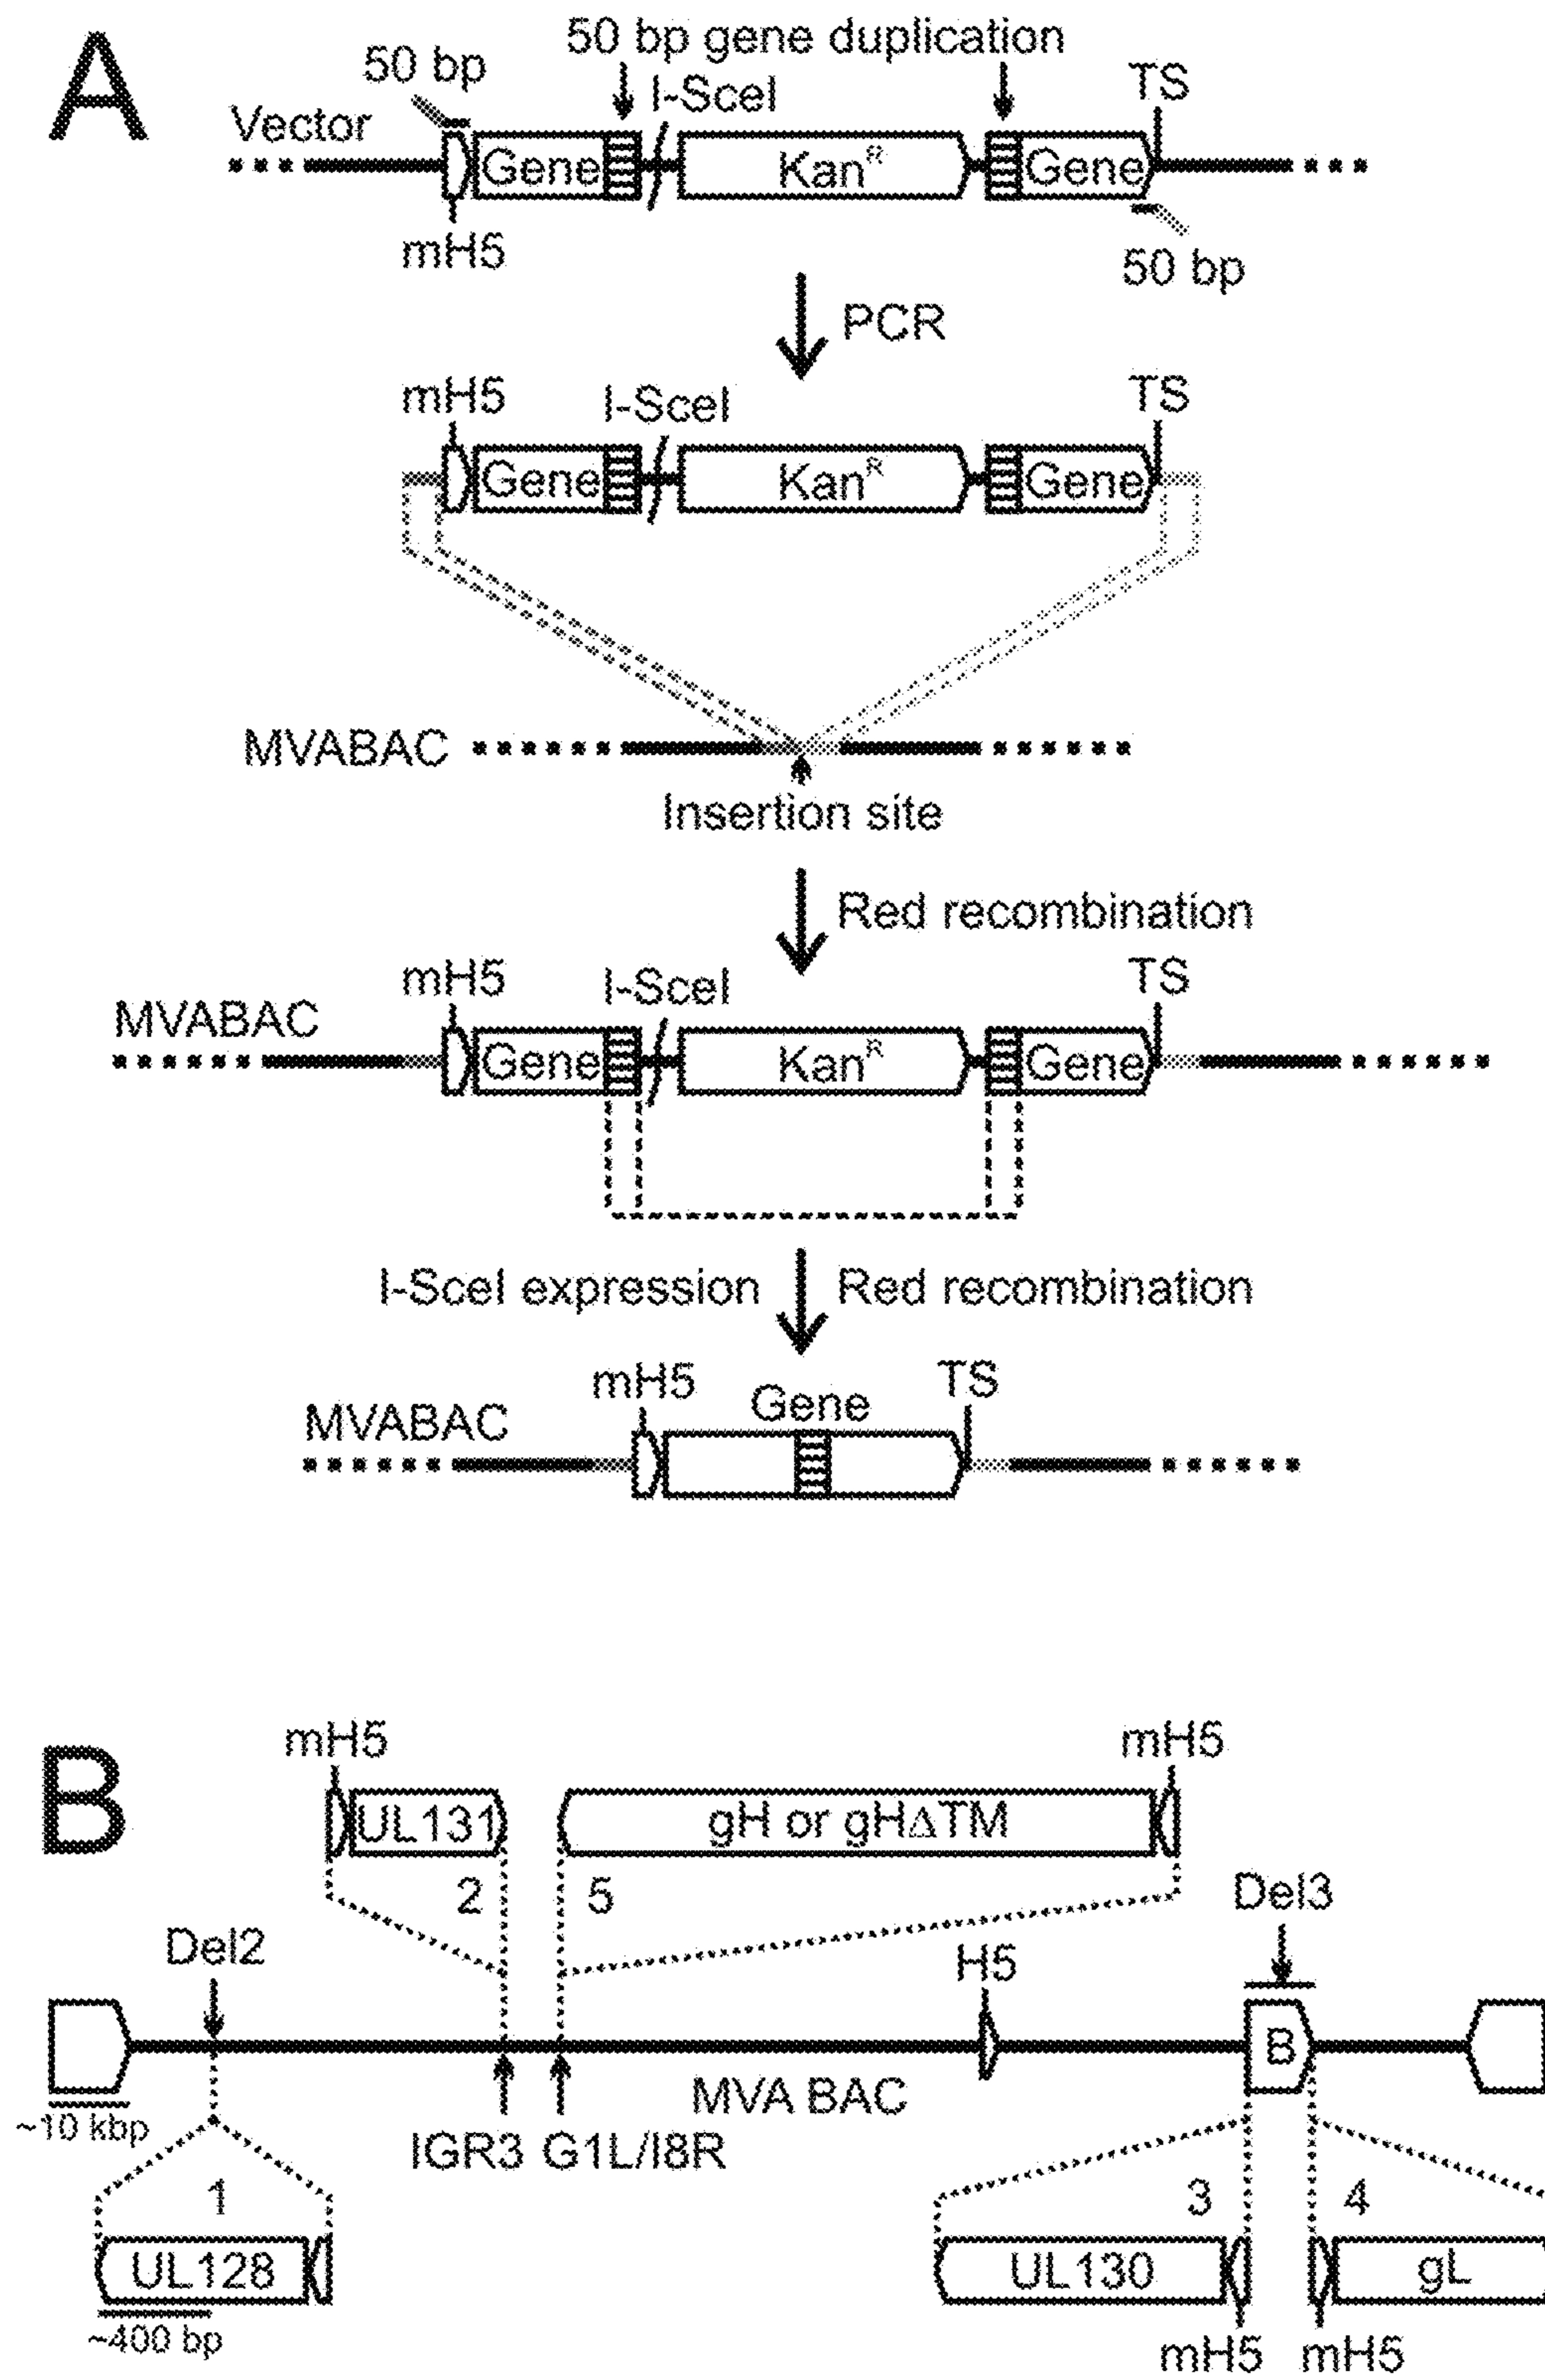 A
50 bp gene duplication
50 bp
I-SceI
TS
Vector
Gene
Kan^R
Gene
mH5
50 bp
PCR
mH5
I-SceI
TS
Gene
Kan^R
Gene
MVABAC
Insertion site
Red recombination
mH5
I-SceI
TS
MVABAC
Gene
Kan^R
Gene
I-SceI expression
Red recombination
mH5
Gene
TS
MVABAC
B
mH5
mH5
UL131
gH or gHΔTM
2
5
Del3
Del2
H5
B
MVA BAC
~10 kbp
IGR3
G1L/I8R
1
3
4
UL128
UL130
gL
~400 bp
mH5
mH5